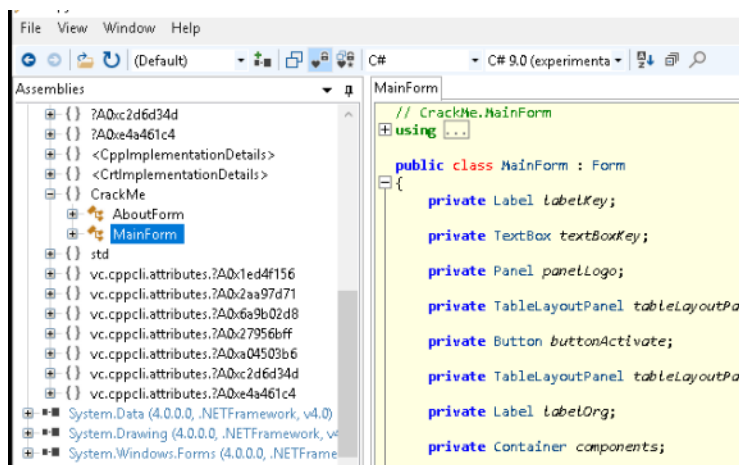 File View Window Help
(Default) C# C# 9.0 (experimenta
Assemblies
{ } ?A0xc2d6d34d
{ } ?A0xe4a461c4
{ } <CppImplementationDetails>
{ } <CrtImplementationDetails>
{ } CrackMe
AboutForm
MainForm
{ } std
{ } vc.cppcli.attributes.?A0x1ed4f156
{ } vc.cppcli.attributes.?A0x2aa97d71
{ } vc.cppcli.attributes.?A0x6a9b02d8
{ } vc.cppcli.attributes.?A0x27956bff
{ } vc.cppcli.attributes.?A0xa04503b6
{ } vc.cppcli.attributes.?A0xc2d6d34d
{ } vc.cppcli.attributes.?A0xe4a461c4
System.Data (4.0.0.0, .NETFramework, v4.0)
System.Drawing (4.0.0.0, .NETFramework, v4
System.Windows.Forms (4.0.0.0, .NETFrame
MainForm
// CrackMe.MainForm
using ...
public class MainForm : Form
{
private Label labelKey;
private TextBox textBoxKey;
private Panel panelLogo;
private TableLayoutPanel tableLayoutPa
private Button buttonActivate;
private TableLayoutPanel tableLayoutPa
private Label labelOrg;
private Container components;